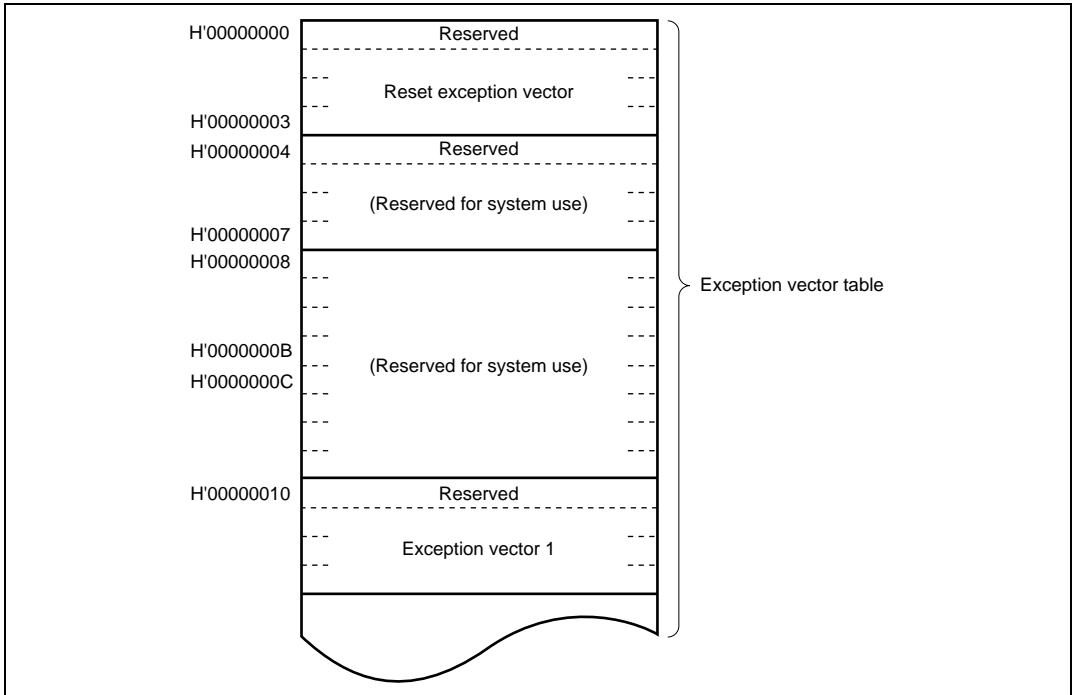 H'00000000 Reserved
Reset exception vector
H'00000003
H'00000004 Reserved
(Reserved for system use)
H'00000007
H'00000008
Exception vector table
H'0000000B
(Reserved for system use)
H'0000000C
H'00000010 Reserved
Exception vector 1